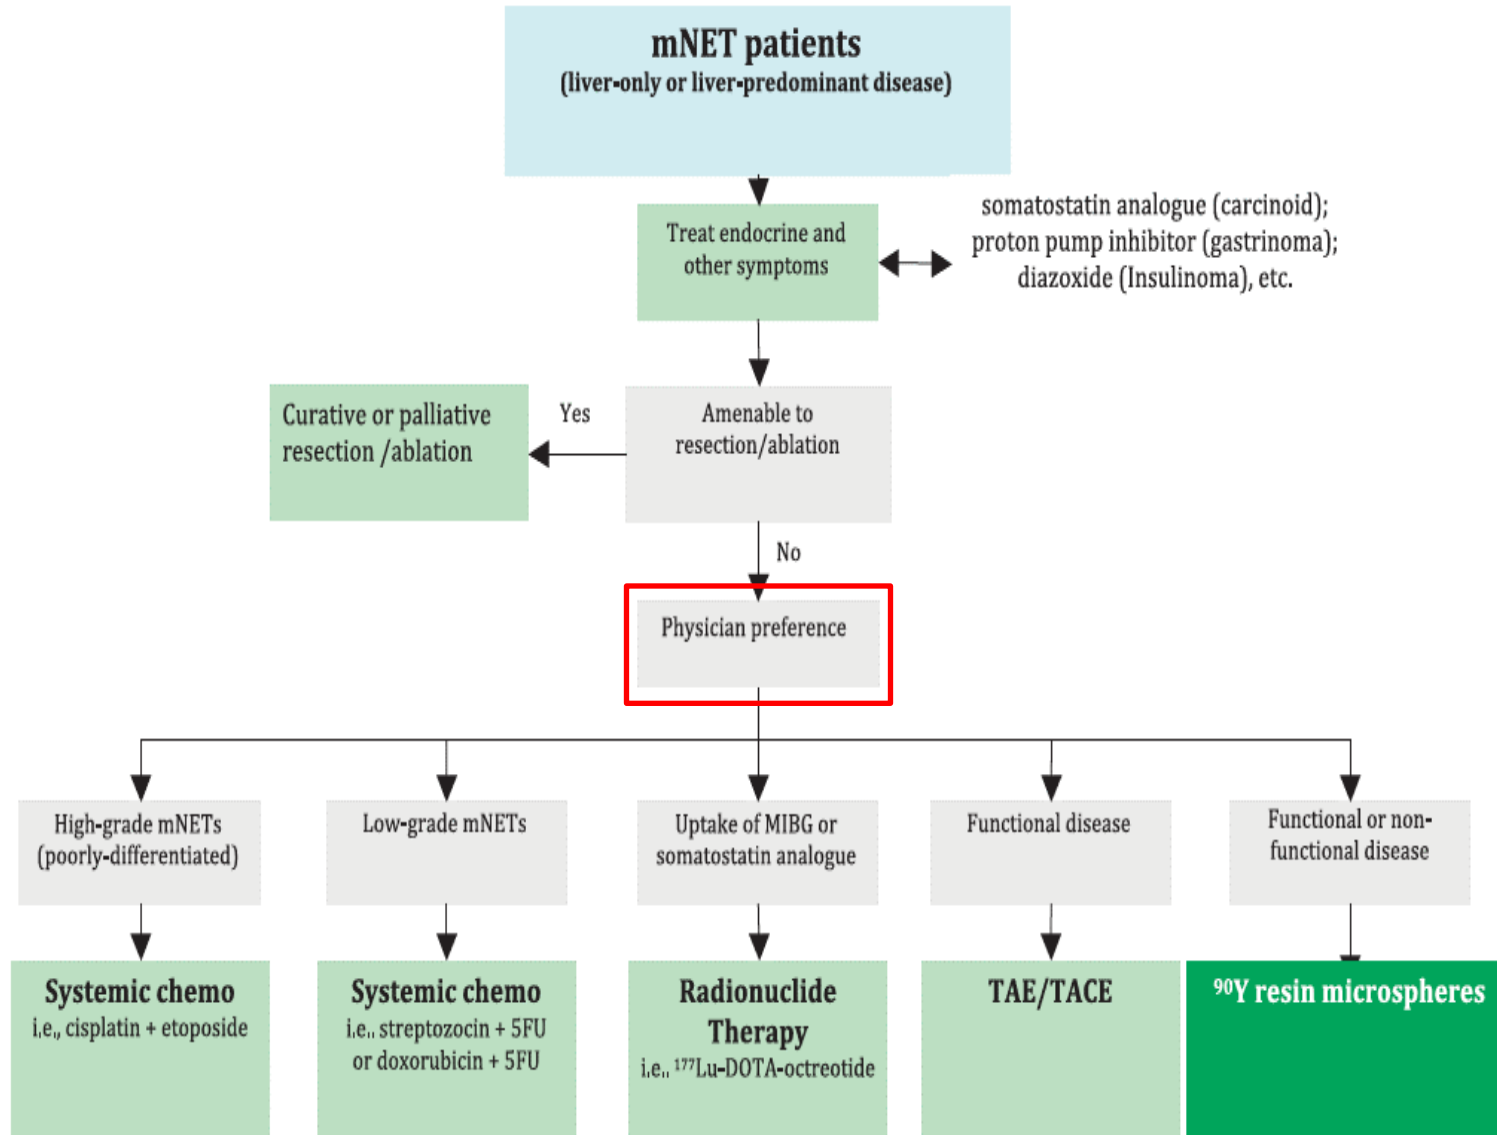 mNET patients
(liver-only or liver-predominant disease)
somatostatin analogue (carcinoid);
proton pump inhibitor (gastrinoma);
diazoxide (Insulinoma), etc.
Treat endocrine and
other symptoms
Curative or palliative
resection /ablation
Yes
Amenable to
resection/ablation
No
Physician preference
High-grade mNETs
(poorly-differentiated)
Low-grade mNETs
Uptake of MIBG or
somatostatin analogue
Functional disease
Functional or non-
functional disease
Systemic chemo
i.e., cisplatin + etoposide
Systemic chemo
i.e.. streptozocin + 5FU
or doxorubicin + 5FU
Radionuclide
Therapy
i.e.. ¹⁷⁷Lu-DOTA-octreotide
TAE/TACE
⁹⁰Y resin microspheres